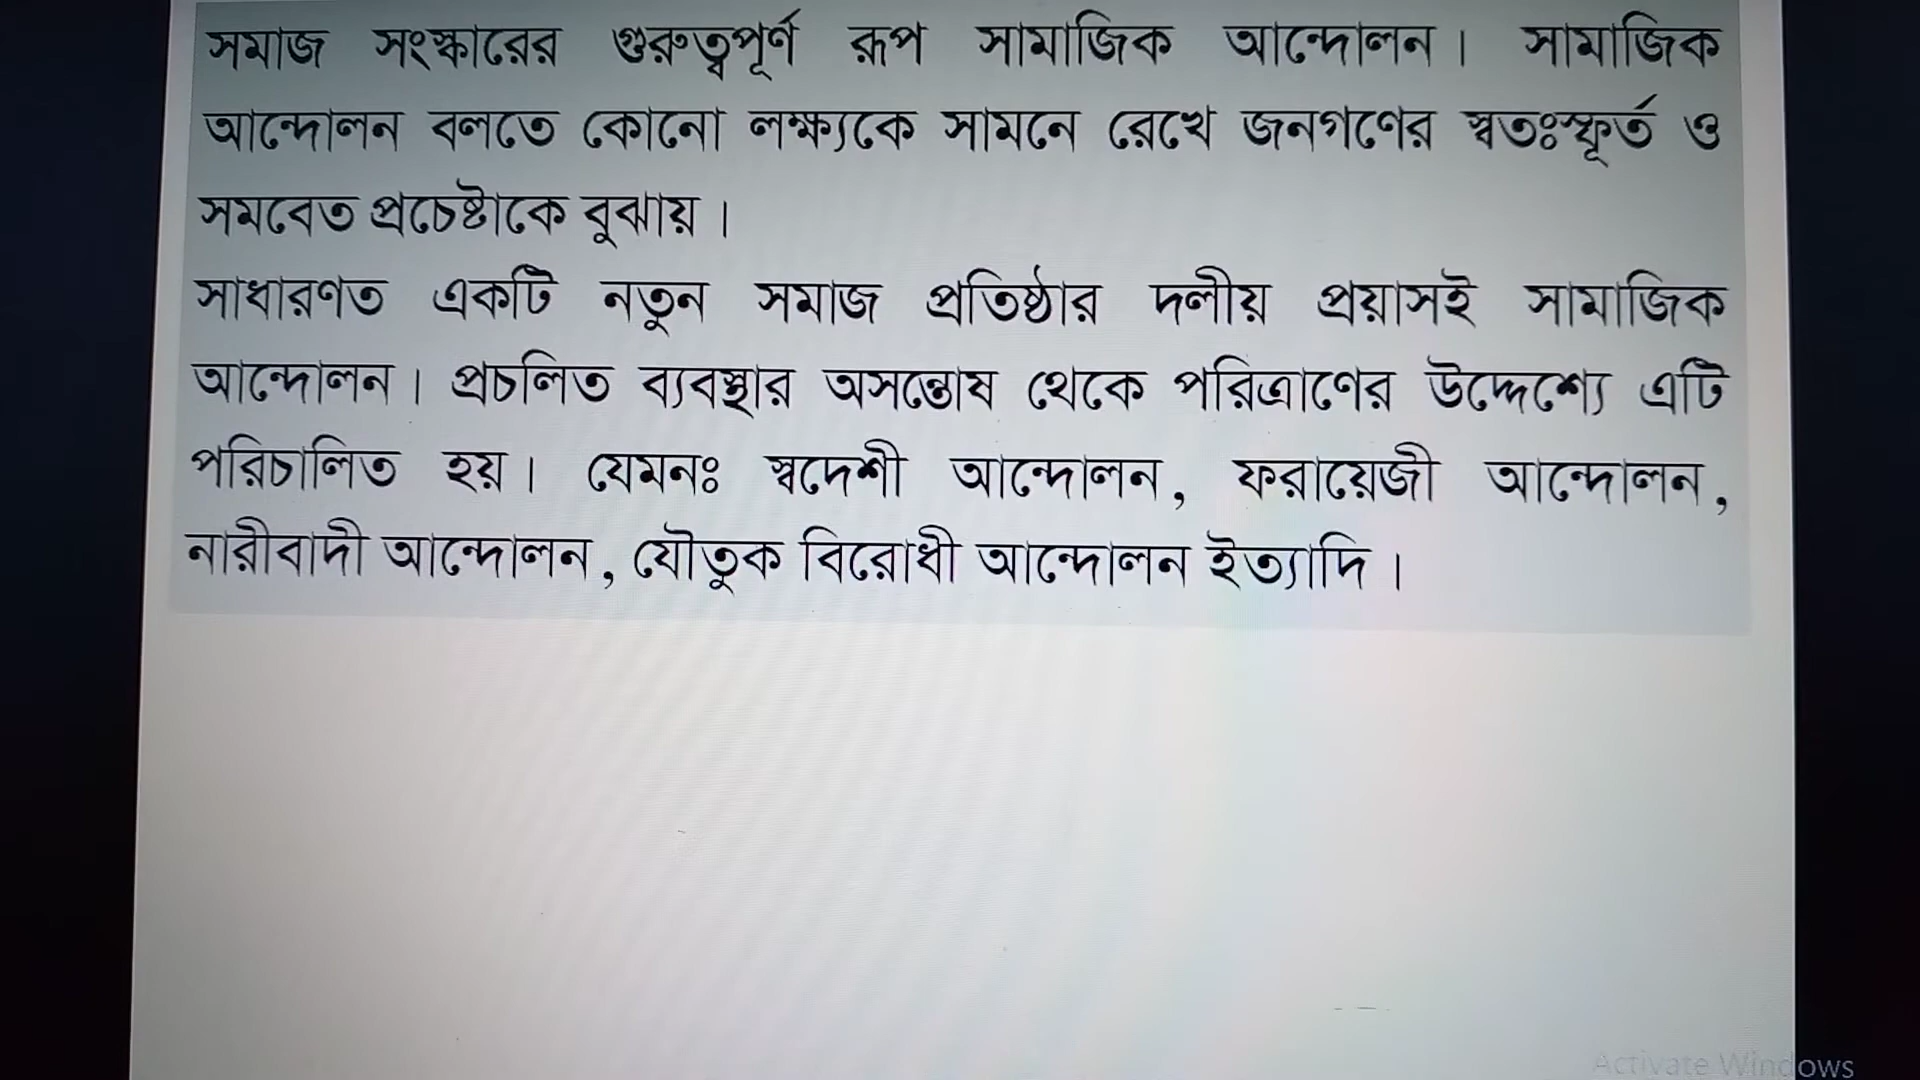 সমাজ সংস্কারের গুরুত্বপূর্ণ রূপ সামাজিক আন্দোলন। সামাজিক
আন্দোলন বলতে কোনো লক্ষ্যকে সামনে রেখে জনগণের স্বতঃস্ফূর্ত ও
সমবেত প্রচেষ্টাকে বুঝায়।
সাধারণত একটি নতুন সমাজ প্রতিষ্ঠার দলীয় প্রয়াসই সামাজিক
আন্দোলন। প্রচলিত ব্যবস্থার অসন্তোষ থেকে পরিত্রাণের উদ্দেশ্যে এটি
পরিচালিত হয়। যেমনঃ স্বদেশী আন্দোলন, ফরায়েজী আন্দোলন,
নারীবাদী আন্দোলন, যৌতুক বিরোধী আন্দোলন ইত্যাদি।
Activate Windows